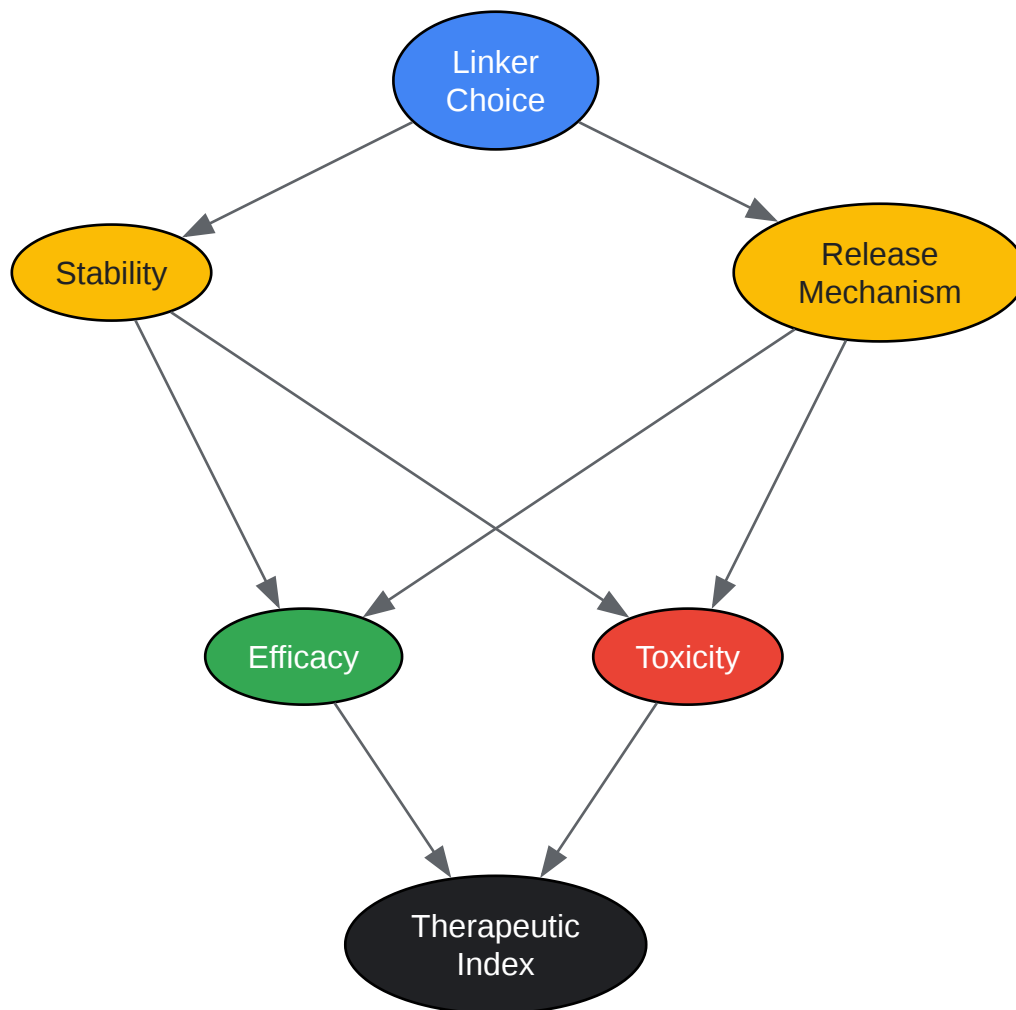 Linker
Choice
Stability
Release
Mechanism
Efficacy
Toxicity
Therapeutic
Index